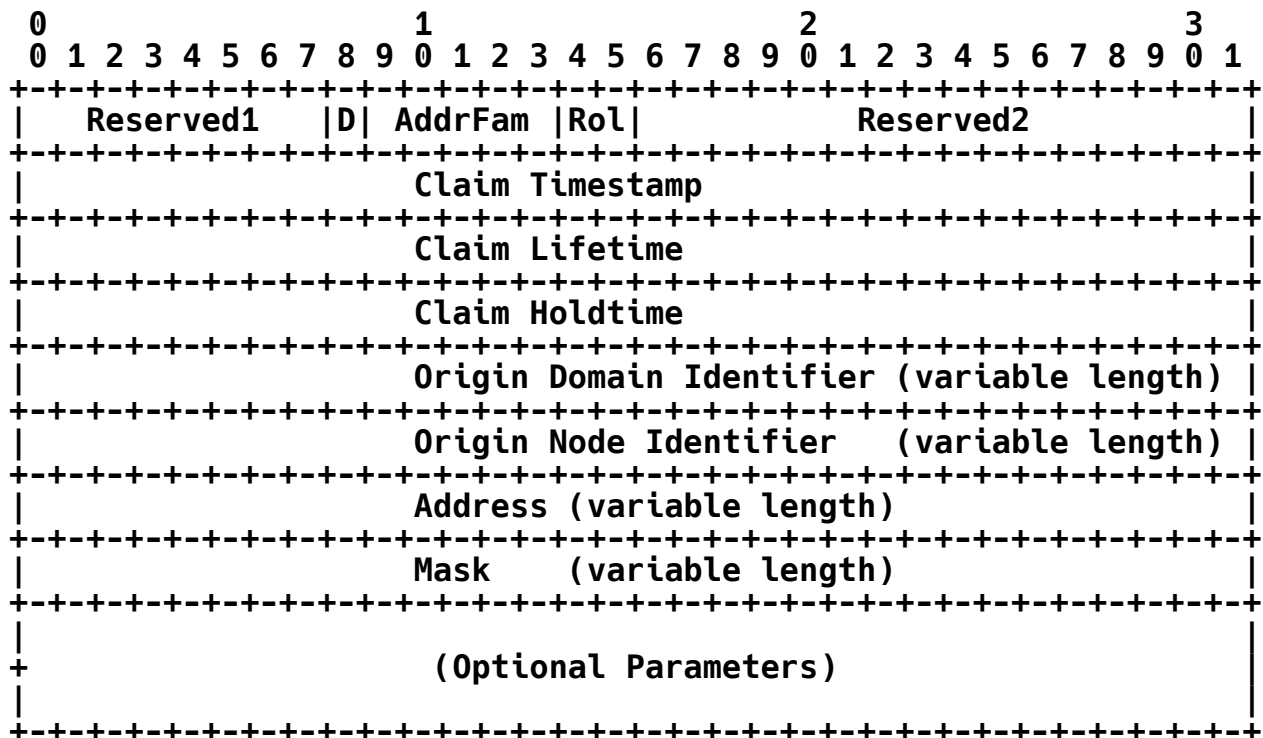 0                   1                   2                   3
 0 1 2 3 4 5 6 7 8 9 0 1 2 3 4 5 6 7 8 9 0 1 2 3 4 5 6 7 8 9 0 1
+-+-+-+-+-+-+-+-+-+-+-+-+-+-+-+-+-+-+-+-+-+-+-+-+-+-+-+-+-+-+-+-+
|   Reserved1   |D| AddrFam |Rol|           Reserved2           |
+-+-+-+-+-+-+-+-+-+-+-+-+-+-+-+-+-+-+-+-+-+-+-+-+-+-+-+-+-+-+-+-+
|                    Claim Timestamp                            |
+-+-+-+-+-+-+-+-+-+-+-+-+-+-+-+-+-+-+-+-+-+-+-+-+-+-+-+-+-+-+-+-+
|                    Claim Lifetime                             |
+-+-+-+-+-+-+-+-+-+-+-+-+-+-+-+-+-+-+-+-+-+-+-+-+-+-+-+-+-+-+-+-+
|                    Claim Holdtime                             |
+-+-+-+-+-+-+-+-+-+-+-+-+-+-+-+-+-+-+-+-+-+-+-+-+-+-+-+-+-+-+-+-+
|                    Origin Domain Identifier (variable length) |
+-+-+-+-+-+-+-+-+-+-+-+-+-+-+-+-+-+-+-+-+-+-+-+-+-+-+-+-+-+-+-+-+
|                    Origin Node Identifier   (variable length) |
+-+-+-+-+-+-+-+-+-+-+-+-+-+-+-+-+-+-+-+-+-+-+-+-+-+-+-+-+-+-+-+-+
|                    Address (variable length)                  |
+-+-+-+-+-+-+-+-+-+-+-+-+-+-+-+-+-+-+-+-+-+-+-+-+-+-+-+-+-+-+-+-+
|                    Mask    (variable length)                  |
+-+-+-+-+-+-+-+-+-+-+-+-+-+-+-+-+-+-+-+-+-+-+-+-+-+-+-+-+-+-+-+-+
|                                                               |
+                     (Optional Parameters)                     |
|                                                               |
+-+-+-+-+-+-+-+-+-+-+-+-+-+-+-+-+-+-+-+-+-+-+-+-+-+-+-+-+-+-+-+-+